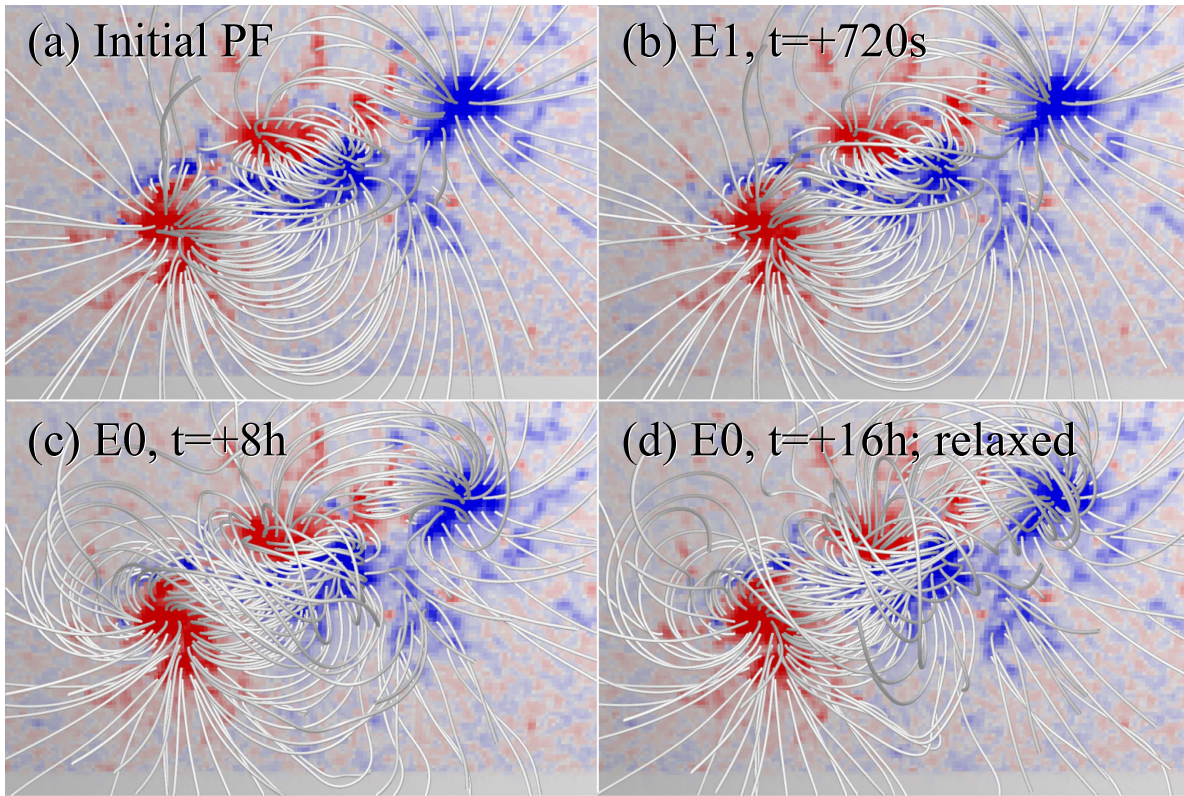 (a) Initial PF
(b) E1, t=+720s
(c) E0, t=+8h
(d) E0, t=+16h; relaxed